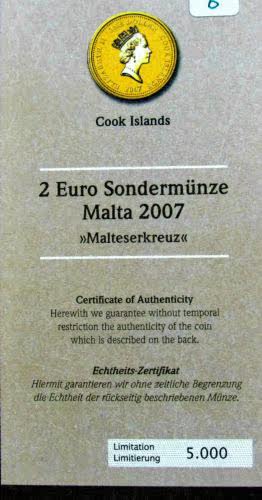 Cook Islands
2 Euro Sondermünze
Malta 2007
»Malteserkreuz«
Certificate of Authenticity
Herewith we guarantee without temporal
restriction the authenticity of the coin
which is described on the back.
Echtheits-Zertifikat
Hiermit garantieren wir ohne zeitliche Begrenzung
die Echtheit der rückseitig beschriebenen Münze.
Limitation
Limitierung 5.000